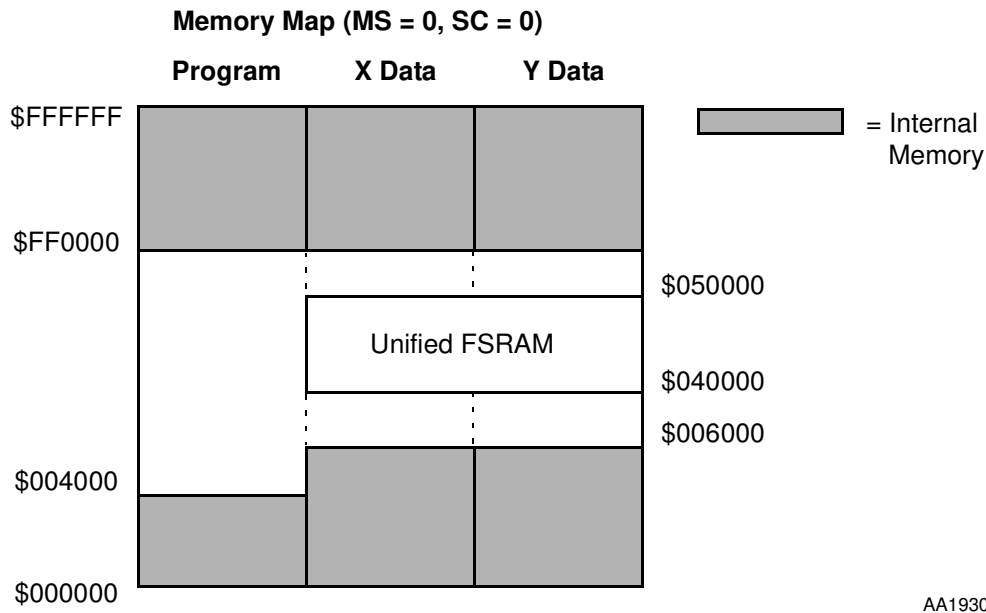 Memory Map (MS = 0, SC = 0)
Program X Data Y Data
$FFFFFF
= Internal
Memory
$FF0000
$050000
Unified FSRAM
$040000
$006000
$004000
$000000
AA1930